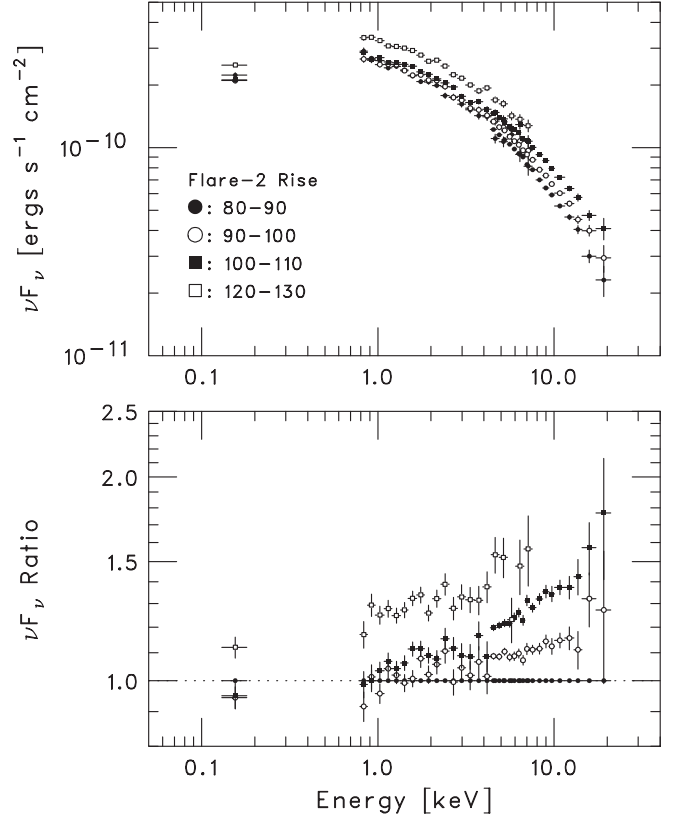 νFν [ergs s−1 cm−2]
10−10
10−11
Flare−2 Rise
●: 80−90
○: 90−100
■: 100−110
□: 120−130
0.1 1.0 10.0
νFν Ratio
2.5
2.0
1.5
1.0
0.1 1.0 10.0
Energy [keV]